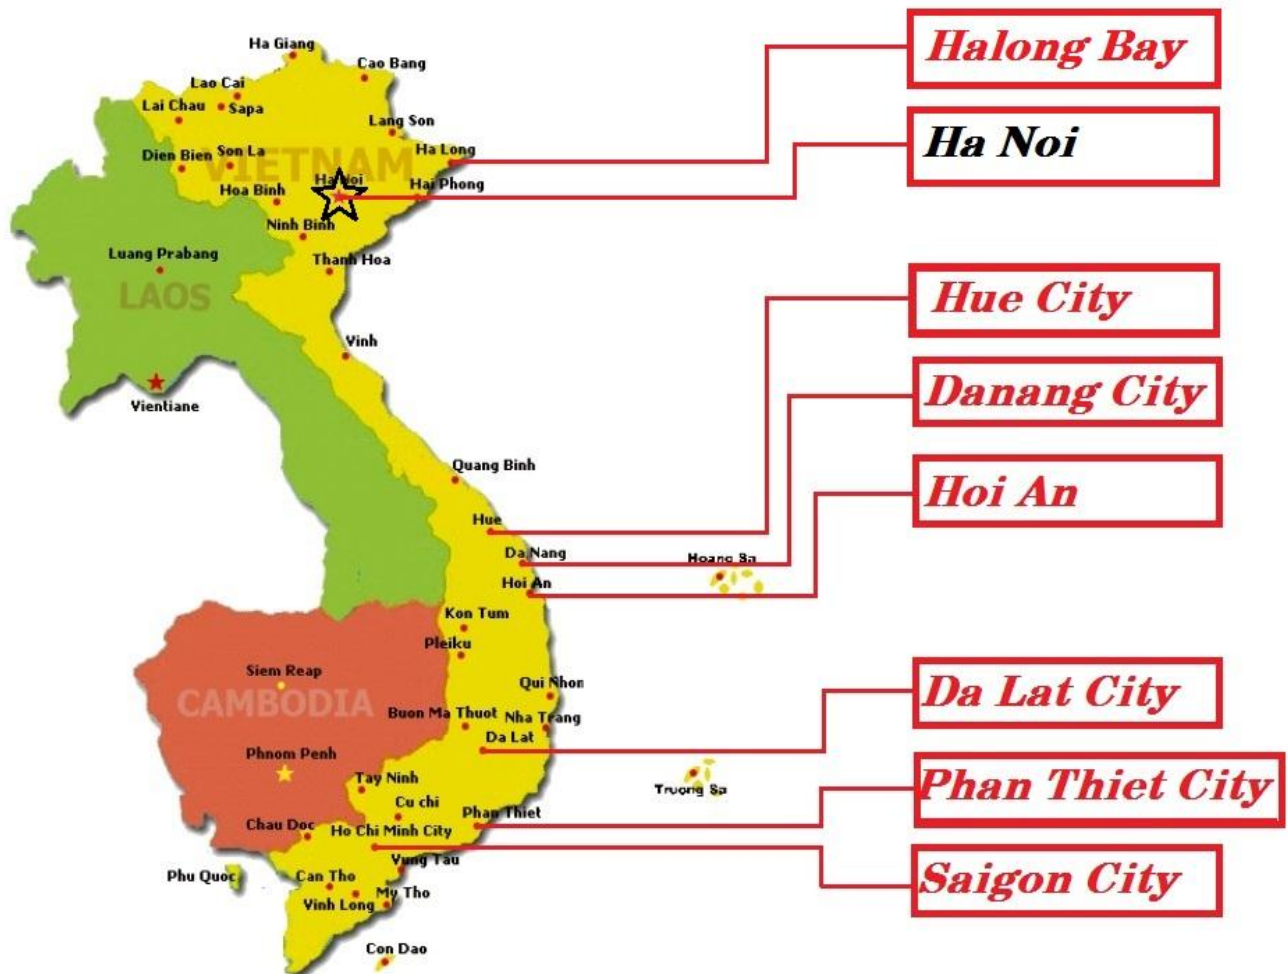 Halong Bay
Ha Noi
Hue City
Danang City
Hoi An
Da Lat City
Phan Thiet City
Saigon City
Ha Giang
Cao Bang
Lao Cai
Lai Chau
Sapa
Lang Son
Dien Bien
Son La
VIETNAM
Ha Long
Ha Noi
Hoa Binh
Hai Phong
Ninh Binh
Luang Prabang
Thanh Hoa
LAOS
Vinh
Vientiane
Quang Binh
Hue
Da Nang
Hoang Sa
Hoi An
Kon Tum
Pleiku
Siem Reap
Qui Nhon
CAMBODIA
Buon Ma Thuot
Nha Trang
Da Lat
Phnom Penh
Tay Ninh
Truong Sa
Cu chi
Phan Thiet
Chau Doc
Ho Chi Minh City
Vung Tau
Phu Quoc
Can Tho
My Tho
Vinh Long
Con Dao